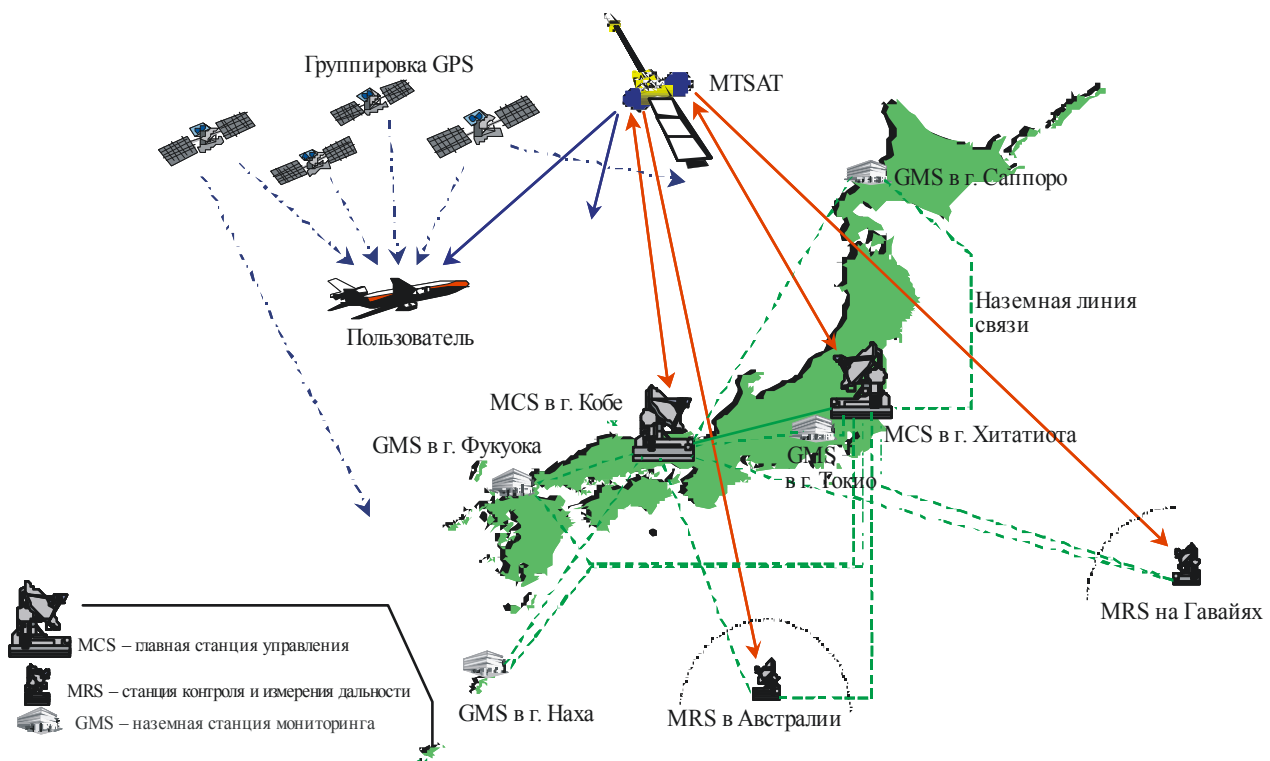 Группировка GPS
MTSAT
GMS в г. Саппоро
Наземная линия
связи
Пользователь
MCS в г. Кобе
MCS в г. Хитатиота
GMS в г. Фукуока
GMS
в г. Токио
MRS на Гавайях
MCS – главная станция управления
MRS – станция контроля и измерения дальности
GMS – наземная станция мониторинга
GMS в г. Наха
MRS в Австралии